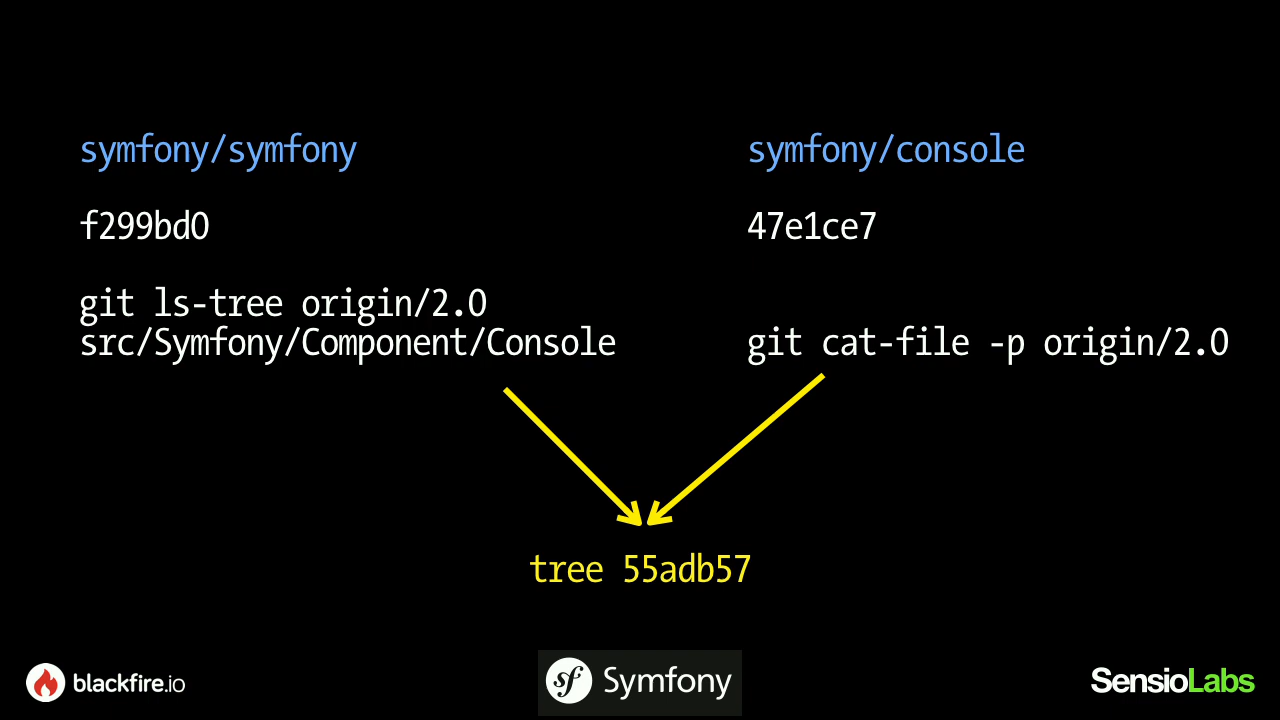 symfony/symfony
symfony/console
f299bd0
47e1ce7
git ls-tree origin/2.0
src/Symfony/Component/Console
git cat-file -p origin/2.0
tree 55adb57
blackfire.io
sf Symfony
SensioLabs